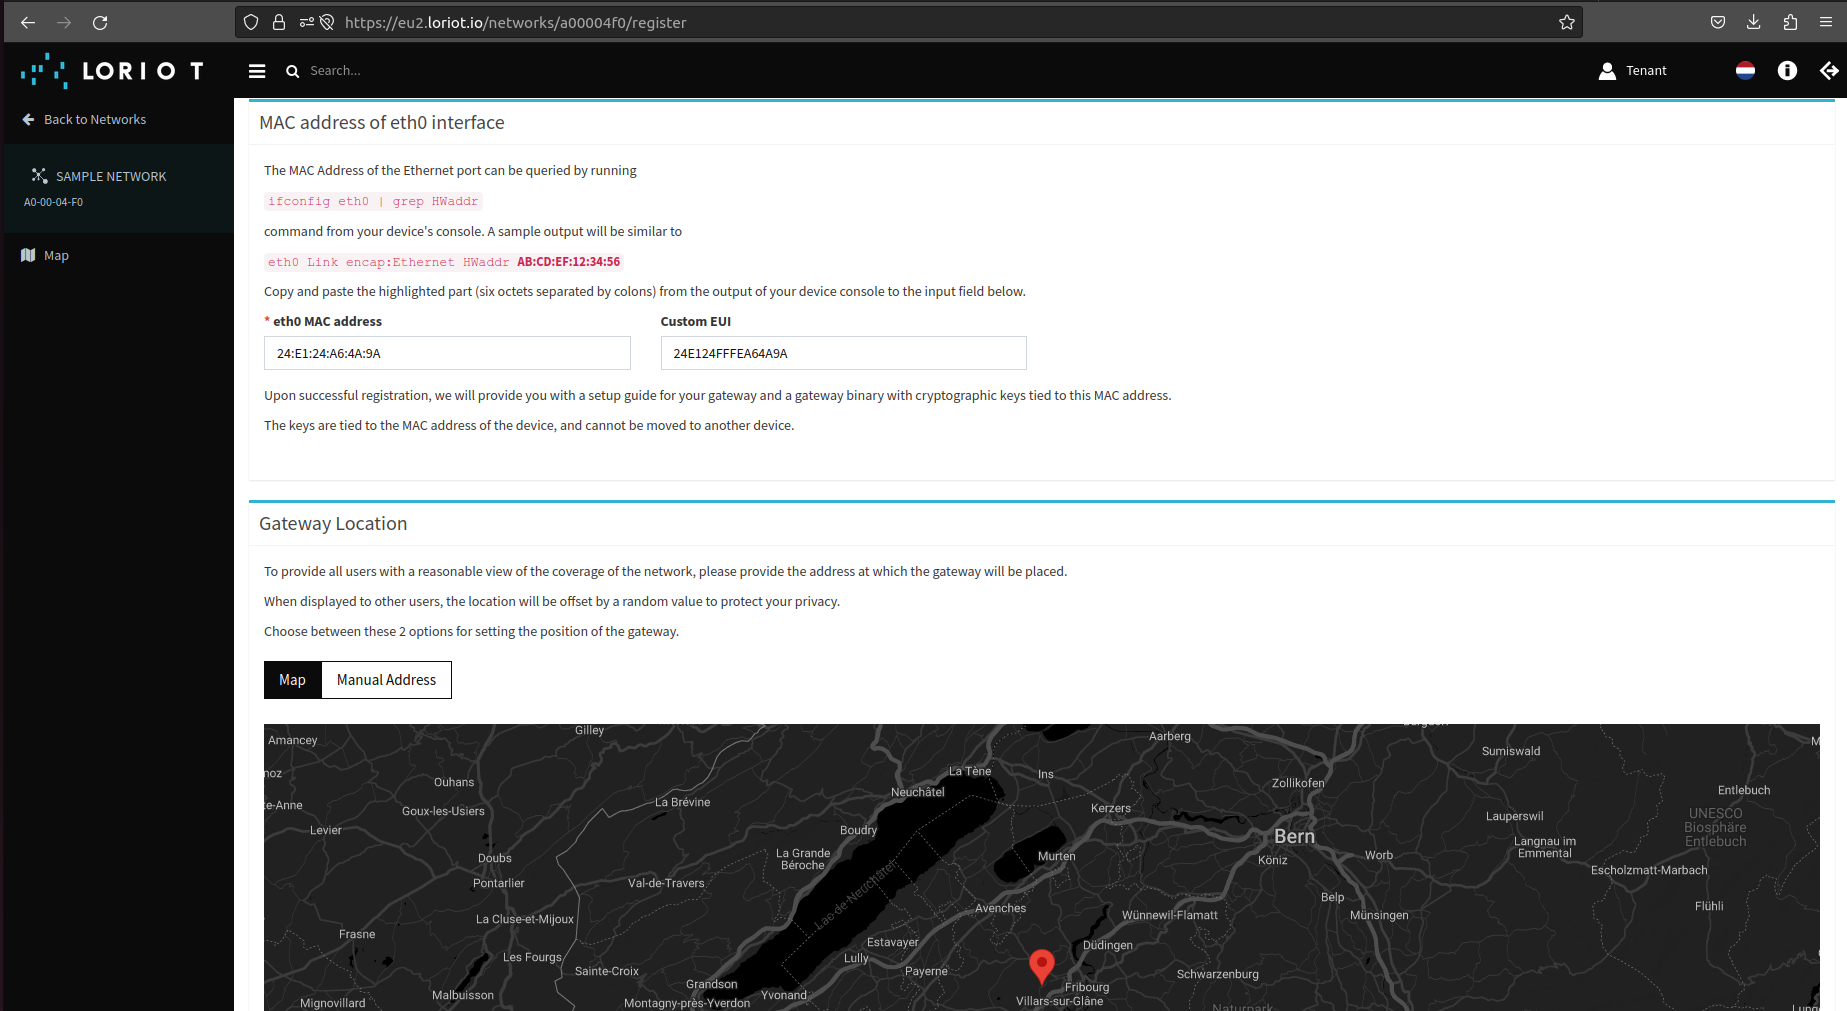 https://eu2.loriot.io/networks/a00004f0/register
LORIOT
Search...
Tenant
Back to Networks
SAMPLE NETWORK
A0-00-04-F0
Map
MAC address of eth0 interface
The MAC Address of the Ethernet port can be queried by running
ifconfig eth0 | grep HWaddr
command from your device's console. A sample output will be similar to
eth0 Link encap:Ethernet HWaddr AB:CD:EF:12:34:56
Copy and paste the highlighted part (six octets separated by colons) from the output of your device console to the input field below.
* eth0 MAC address Custom EUI
24:E1:24:A6:4A:9A 24E124FFFEA64A9A
Upon successful registration, we will provide you with a setup guide for your gateway and a gateway binary with cryptographic keys tied to this MAC address.
The keys are tied to the MAC address of the device, and cannot be moved to another device.
Gateway Location
To provide all users with a reasonable view of the coverage of the network, please provide the address at which the gateway will be placed.
When displayed to other users, the location will be offset by a random value to protect your privacy.
Choose between these 2 options for setting the position of the gateway.
Map Manual Address
Gilley
Aarberg
Amancey
Sumiswald
La Tène
Ins
Ouhans
Zollikofen
Neuchâtel
Entlebuch
La Brévine
Goux-les-Usiers
Kerzers
UNESCO
Biosphäre
Entlebuch
Lauperswil
Levier
Boudry
Bern
Langnau im
Emmental
La Grande
Béroche
Murten
Worb
Doubs
Köniz
Escholzmatt-Marbach
Pontarlier
Val-de-Travers
Lac de Neuchâtel
Belp
Avenches
Flühli
La Cluse-et-Mijoux
Wünnewil-Flamatt
Münsingen
Frasne
Estavayer
Düdingen
Les Fourgs
Lully
Sainte-Croix
Payerne
Schwarzenburg
Grandson
Fribourg
Malbuisson
Yvonand
Mignovillard
Montagny-près-Yverdon
Villars-sur-Glâne
Naturpark